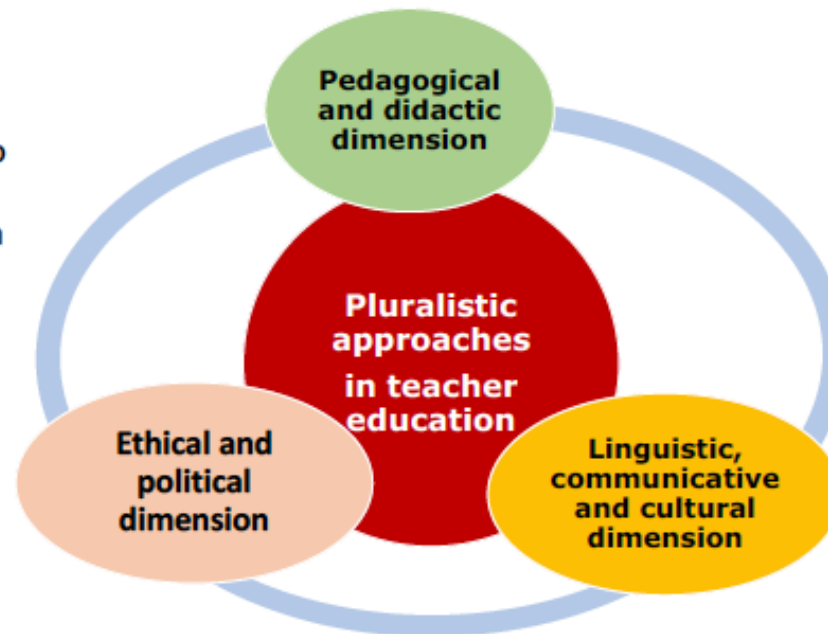 Pedagogical
and didactic
dimension
Pluralistic
approaches
in teacher
education
Ethical and
political
dimension
Linguistic,
communicative
and cultural
dimension